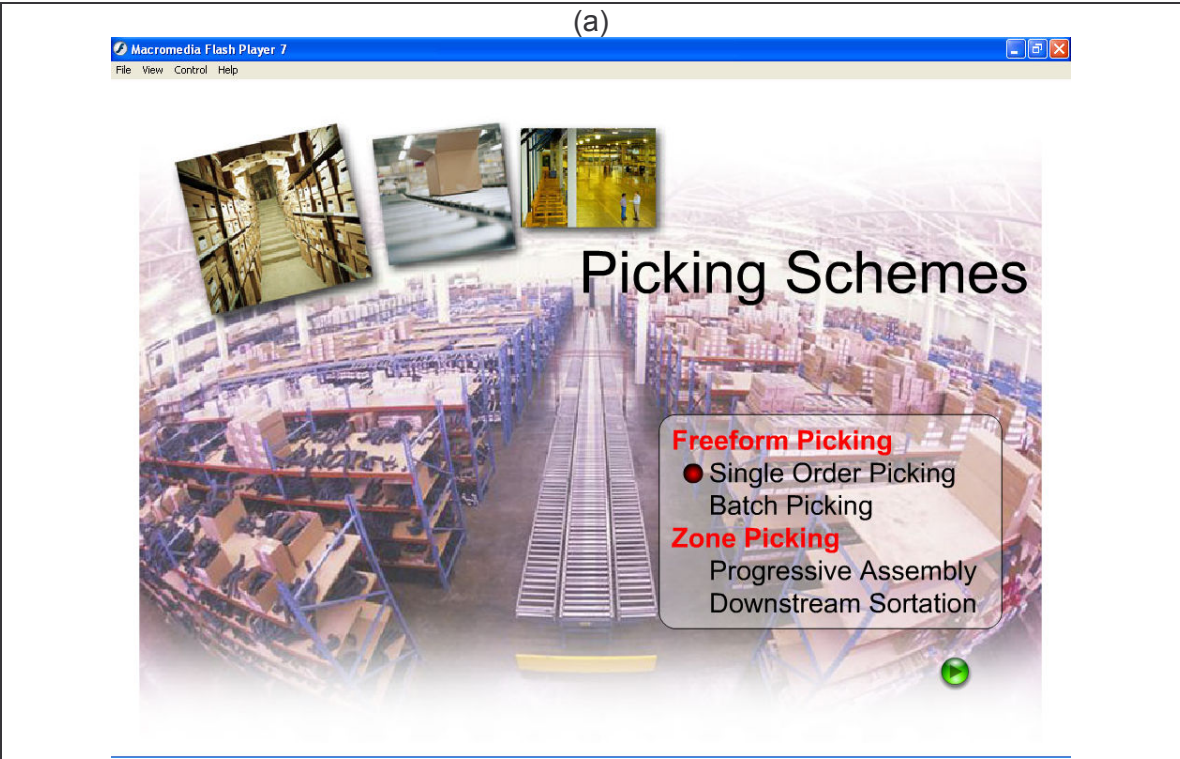 (a)
Macromedia Flash Player 7
File View Control Help
Picking Schemes
Freeform Picking
Single Order Picking
Batch Picking
Zone Picking
Progressive Assembly
Downstream Sortation